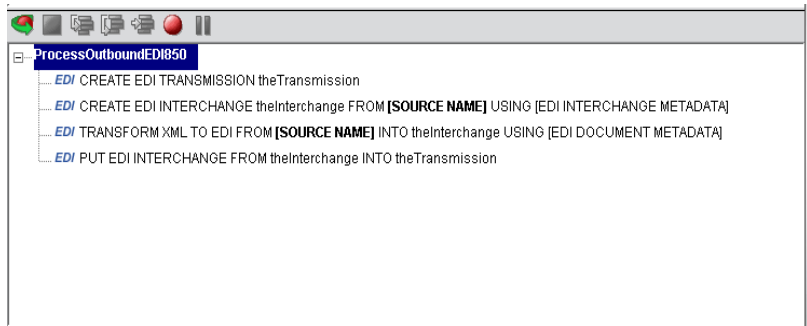 ProcessOutboundEDI850
EDI CREATE EDI TRANSMISSION theTransmission
EDI CREATE EDI INTERCHANGE theInterchange FROM [SOURCE NAME] USING [EDI INTERCHANGE METADATA]
EDI TRANSFORM XML TO EDI FROM [SOURCE NAME] INTO theInterchange USING [EDI DOCUMENT METADATA]
EDI PUT EDI INTERCHANGE FROM theInterchange INTO theTransmission